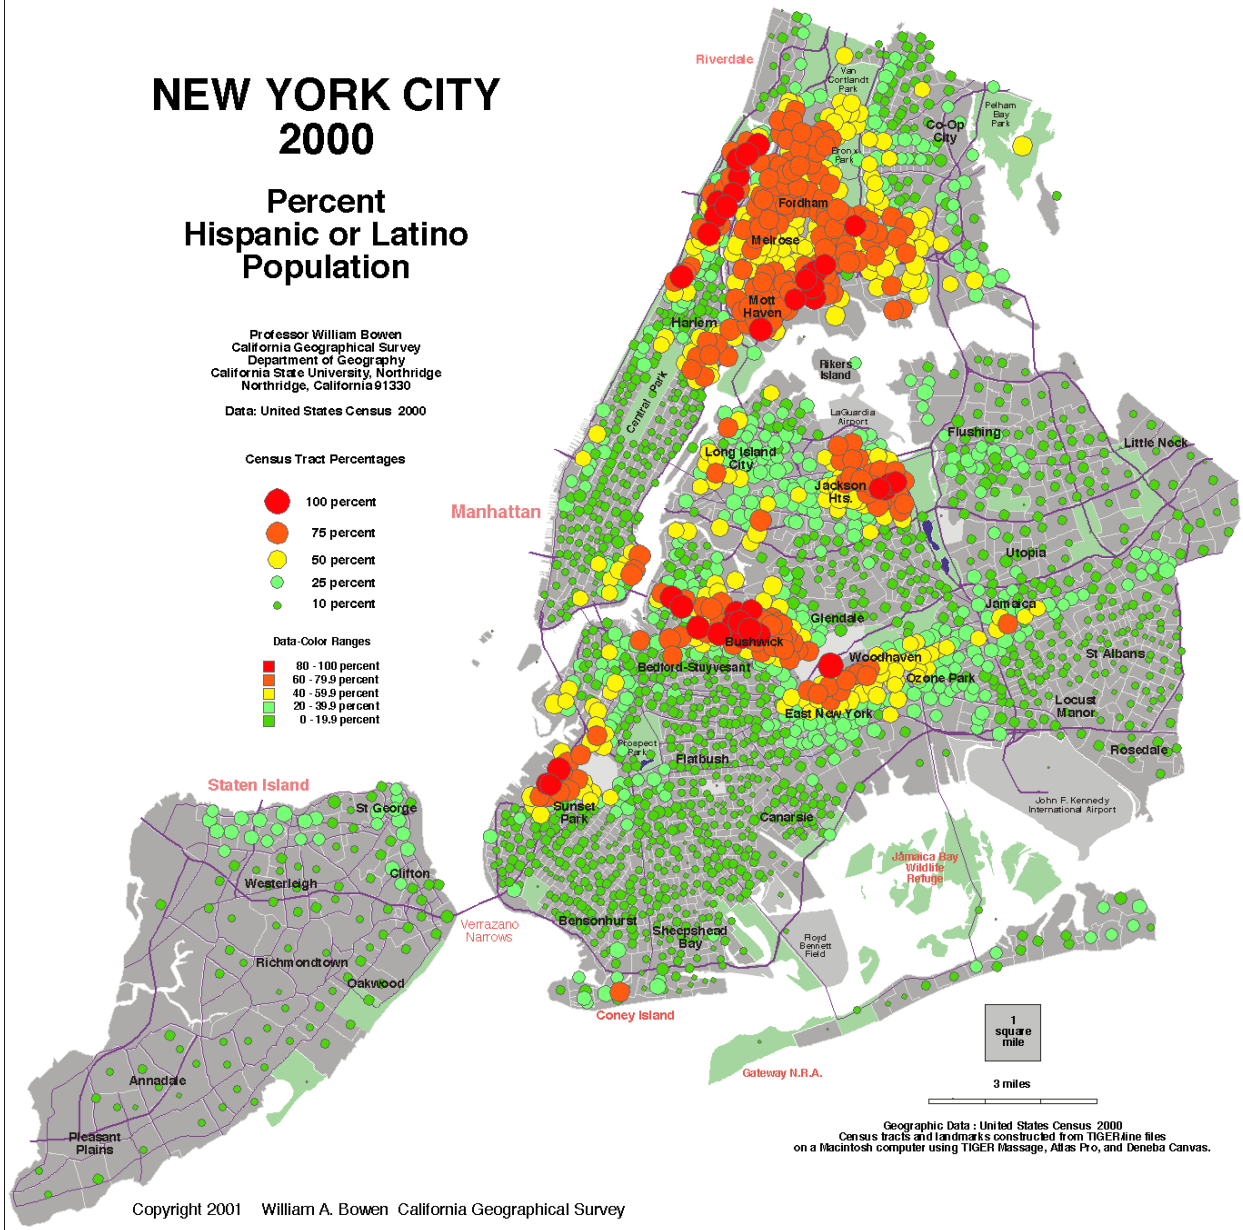 NEW YORK CITY
2000
Percent
Hispanic or Latino
Population
Professor William Bowen
California Geographical Survey
Department of Geography
California State University, Northridge
Northridge, California 91330
Data: United States Census 2000
Census Tract Percentages
100 percent
75 percent
50 percent
25 percent
10 percent
Data-Color Ranges
80 - 100 percent
60 - 79.9 percent
40 - 59.9 percent
20 - 39.9 percent
0 - 19.9 percent
Riverdale
Van
Cortlandt
Park
Pelham
Bay
Park
Co-Op
City
Bronx
Park
Fordham
Melrose
Mott
Haven
Harlem
Rikers
Island
Central Park
LaGuardia
Airport
Flushing
Little Neck
Long Island
City
Jackson
Hts.
Manhattan
Utopia
Jamaica
Glendale
Bushwick
Woodhaven
St Albans
Bedford-Stuyvesant
Ozone Park
Locust
Manor
East New York
Prospect
Park
Flatbush
Rosedale
Staten Island
St George
Sunset
Park
Canarsie
John F. Kennedy
International Airport
Jamaica Bay
Wildlife
Refuge
Westerleigh
Clifton
Verrazano
Narrows
Bensonhurst
Sheepshead
Bay
Floyd
Bennett
Field
Richmondtown
Oakwood
Coney Island
1
square
mile
Gateway N.R.A.
3 miles
Annadale
Pleasant
Plains
Geographic Data : United States Census 2000
Census tracts and landmarks constructed from TIGER/line files
on a Macintosh computer using TIGER Massage, Atlas Pro, and Deneba Canvas.
Copyright 2001 William A. Bowen California Geographical Survey